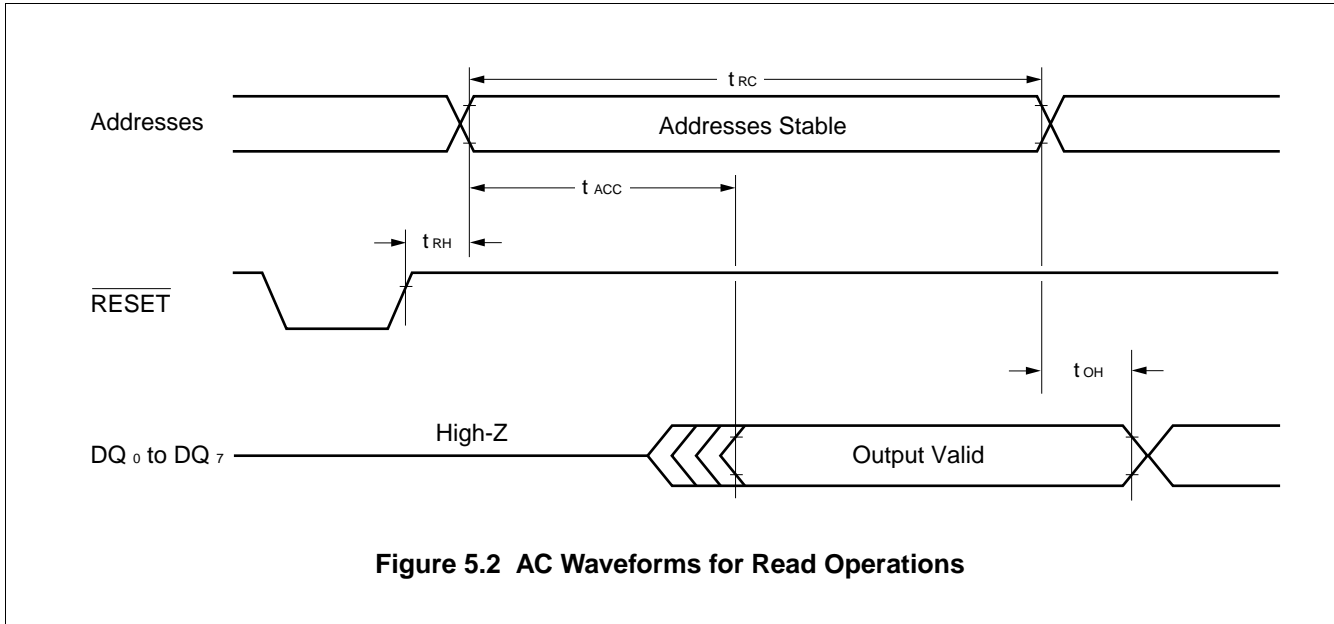 t RC
Addresses
Addresses Stable
t ACC
t RH
RESET
t OH
High-Z
DQ 0 to DQ 7
Output Valid
Figure 5.2 AC Waveforms for Read Operations